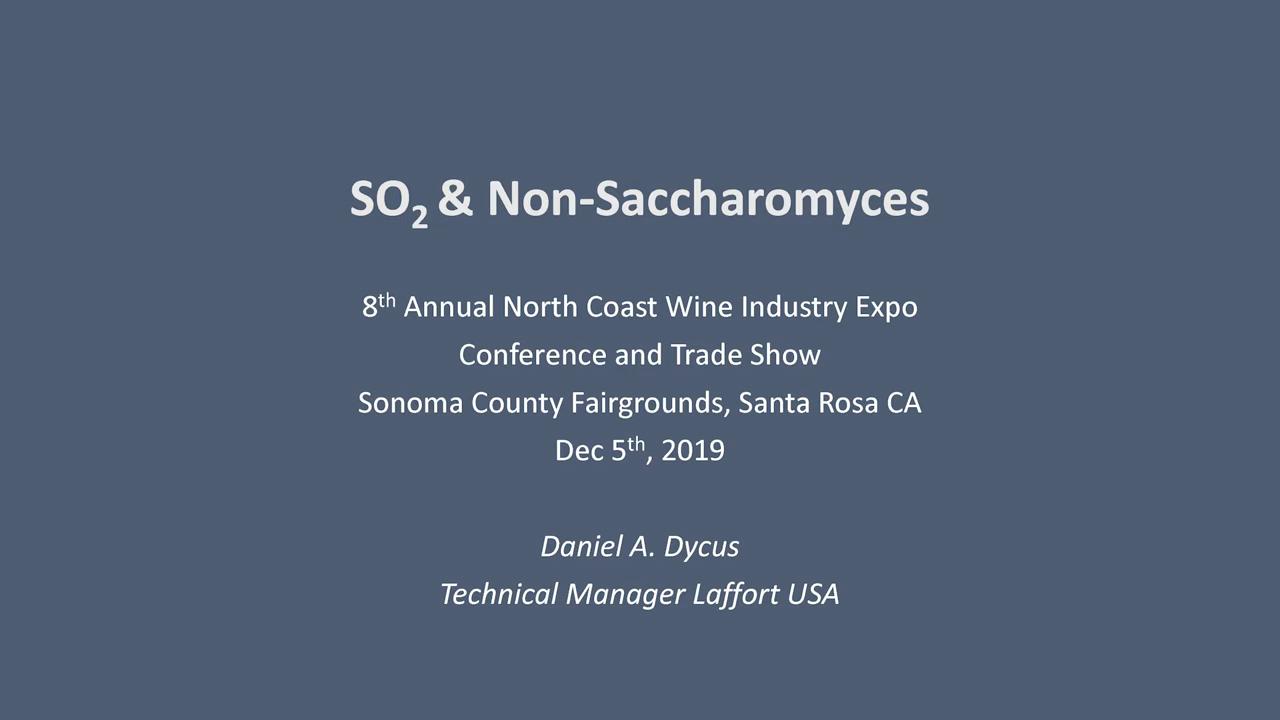 SO₂ & Non-Saccharomyces
8th Annual North Coast Wine Industry Expo
Conference and Trade Show
Sonoma County Fairgrounds, Santa Rosa CA
Dec 5th, 2019
Daniel A. Dycus
Technical Manager Laffort USA